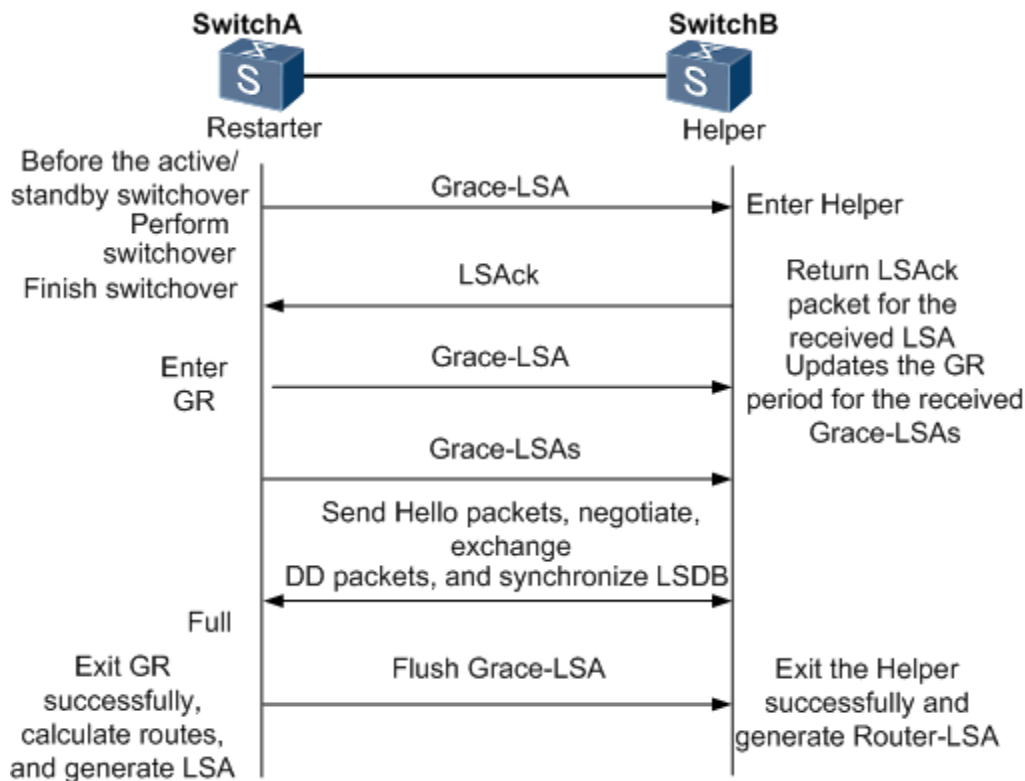 SwitchA
SwitchB
S
S
Restarter
Helper
Before the active/
standby switchover
Grace-LSA
Enter Helper
Perform
switchover
Finish switchover
LSAck
Return LSAck
packet for the
received LSA
Enter
GR
Grace-LSA
Updates the GR
period for the received
Grace-LSAs
Grace-LSAs
Send Hello packets, negotiate,
exchange
DD packets, and synchronize LSDB
Full
Exit GR
successfully,
calculate routes,
and generate LSA
Flush Grace-LSA
Exit the Helper
successfully and
generate Router-LSA